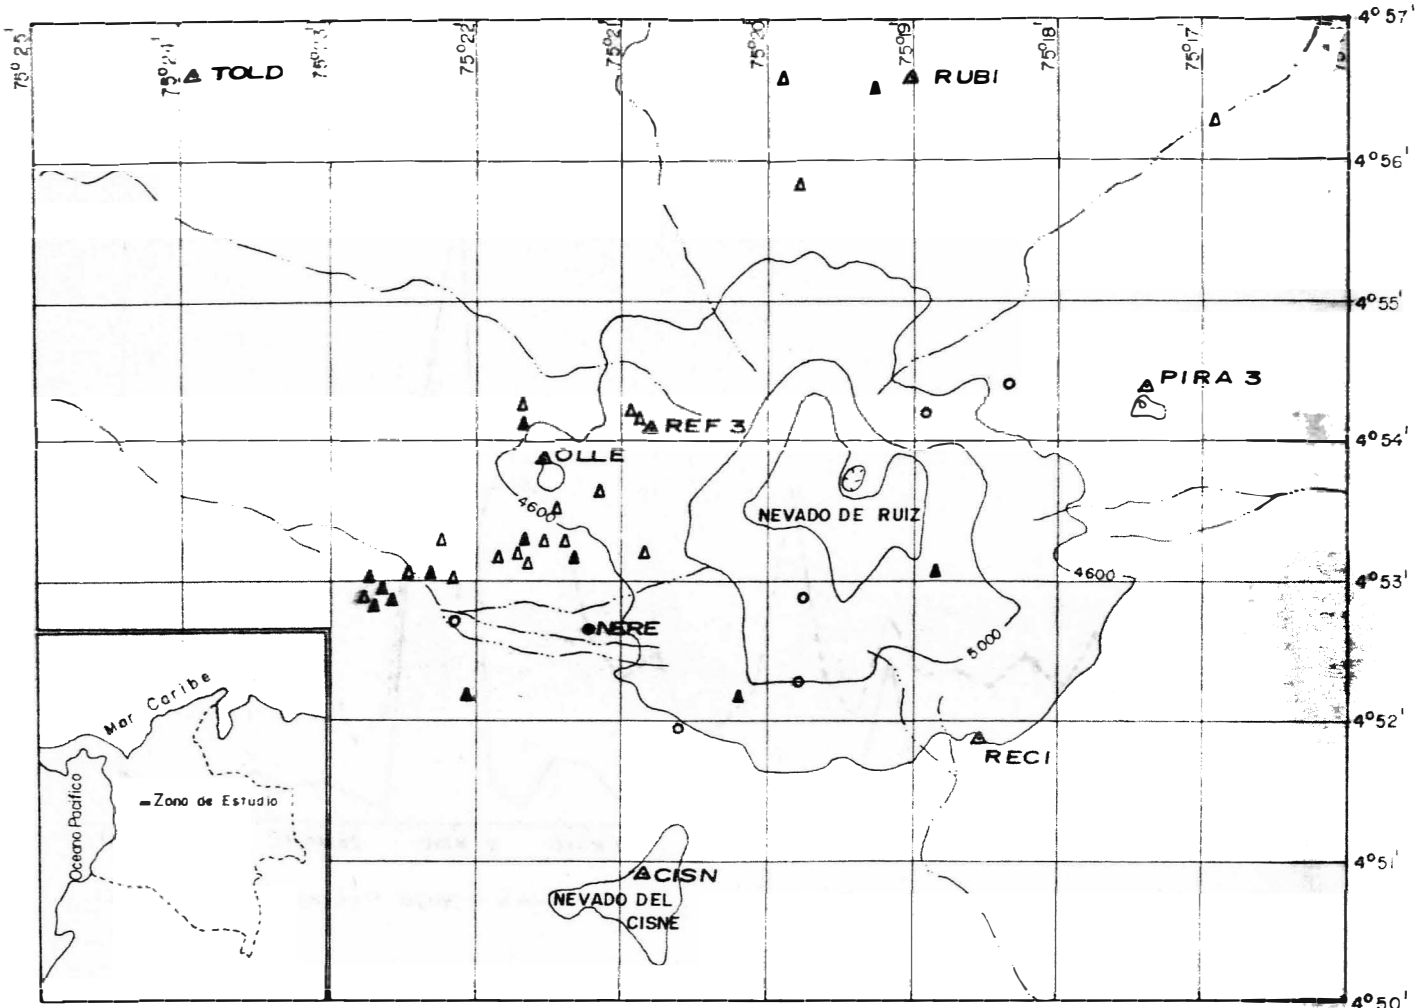 75°25'
75°24'
75°23'
75°22'
75°21'
75°20'
75°19'
75°18'
75°17'
4°57'
TOLD
RUBI
4°56'
4°55'
PIRA 3
REF 3
4°54'
OLLE
4600
NEVADO DE RUIZ
4600
4°53'
NERE
5000
4°52'
RECI
Mar Caribe
Oceano Pacífico
Zona de Estudio
4°51'
CISN
NEVADO DEL
CISNE
4°50'